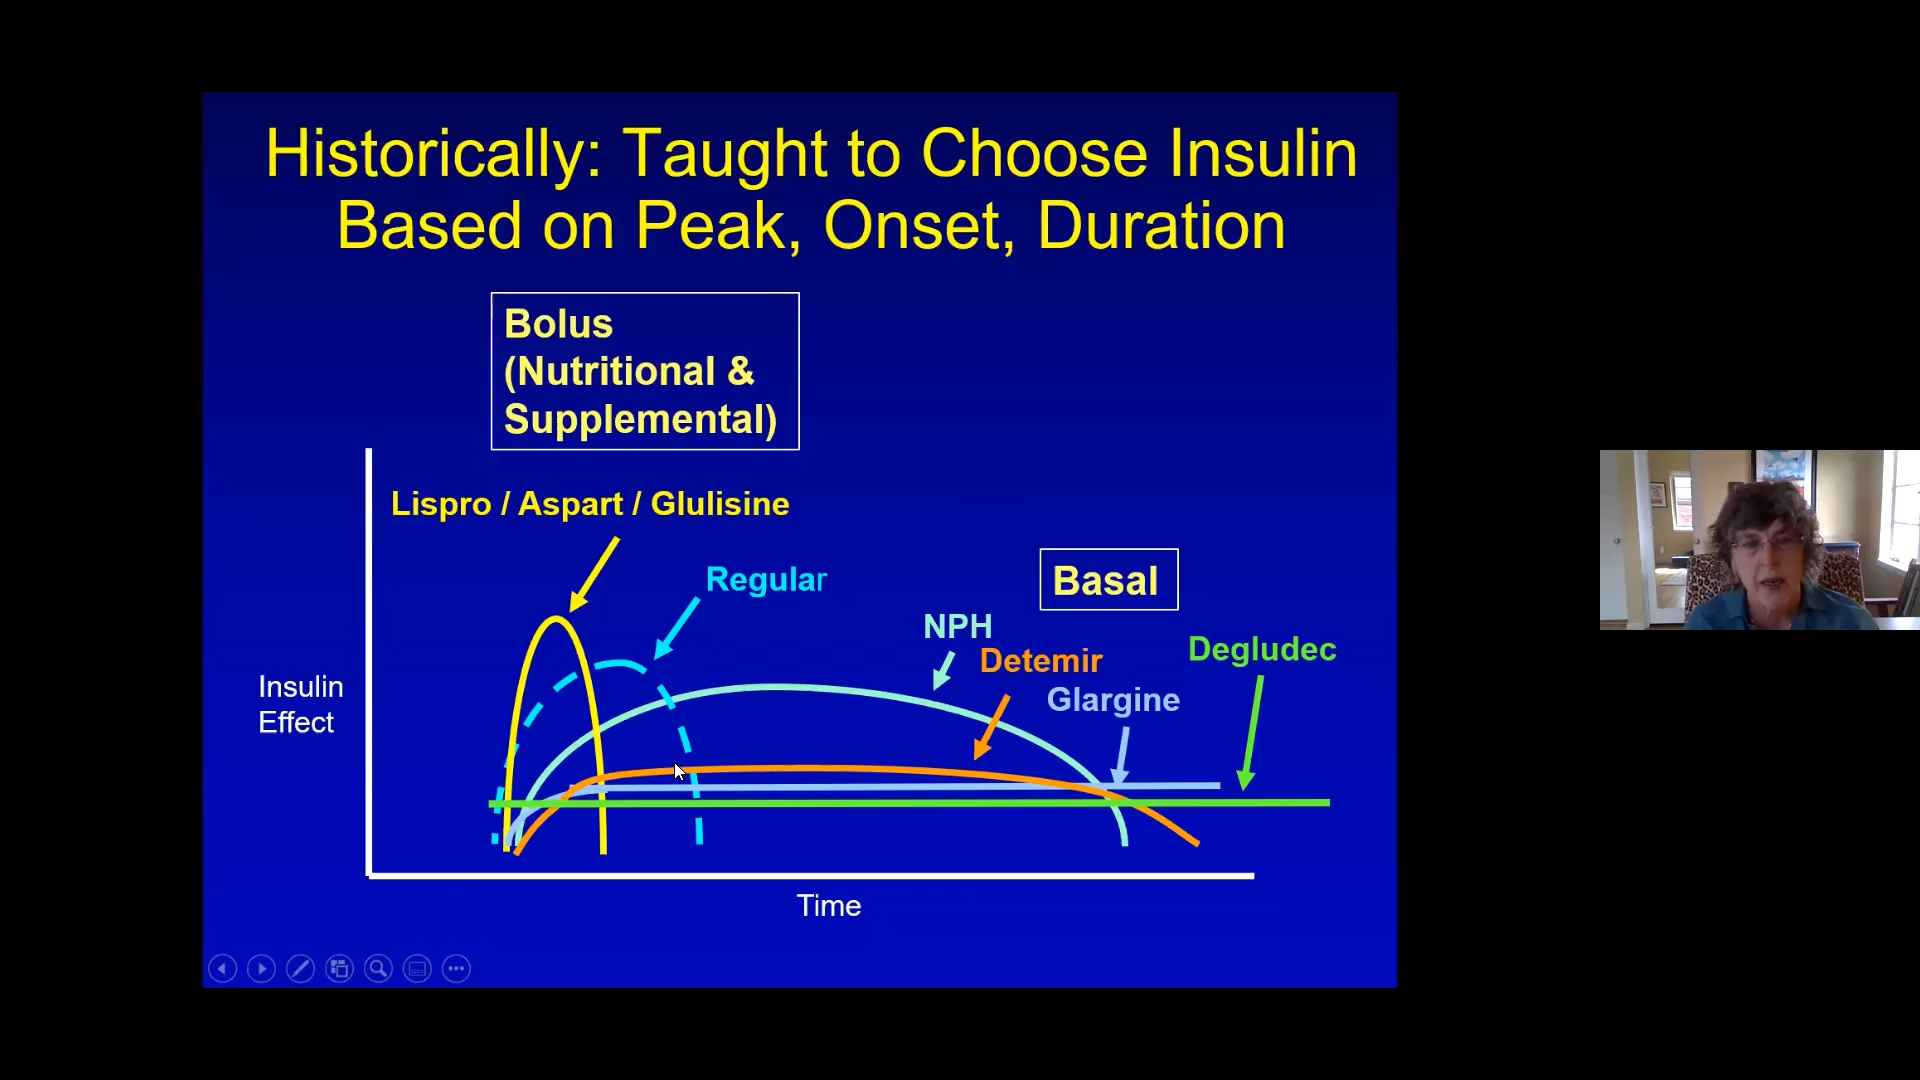 Historically: Taught to Choose Insulin
Based on Peak, Onset, Duration
Bolus
(Nutritional &
Supplemental)
Lispro / Aspart / Glulisine
Regular
Basal
NPH
Detemir
Degludec
Glargine
Insulin
Effect
Time